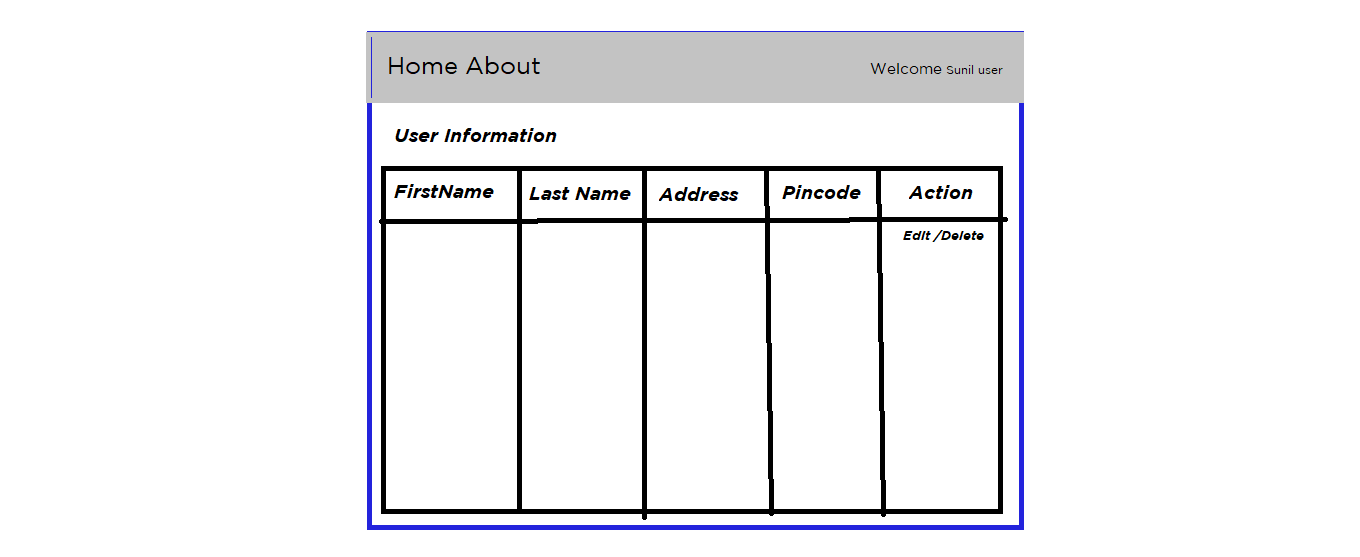 Home About Welcome Sunil user
User Information
FirstName Last Name Address Pincode Action
Edit /Delete